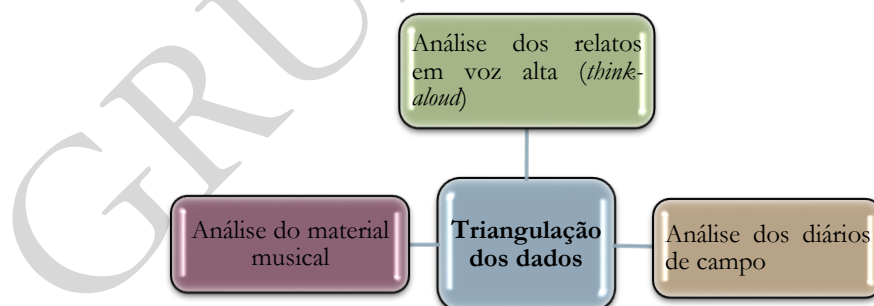 Análise dos relatos
em voz alta (think-
aloud)
Análise do material
musical
Triangulação
dos dados
Análise dos diários
de campo
GRU